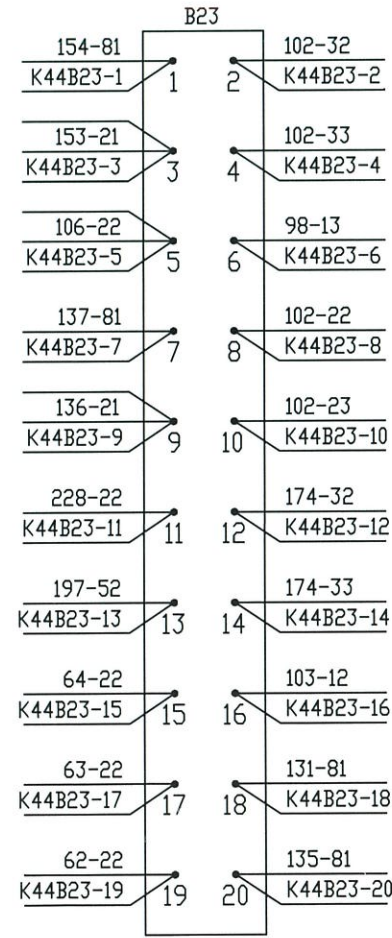 B23
154-81 102-32
K44B23-1 1 2 K44B23-2
153-21 102-33
K44B23-3 3 4 K44B23-4
106-22 98-13
K44B23-5 5 6 K44B23-6
137-81 102-22
K44B23-7 7 8 K44B23-8
136-21 102-23
K44B23-9 9 10 K44B23-10
228-22 174-32
K44B23-11 11 12 K44B23-12
197-52 174-33
K44B23-13 13 14 K44B23-14
64-22 103-12
K44B23-15 15 16 K44B23-16
63-22 131-81
K44B23-17 17 18 K44B23-18
62-22 135-81
K44B23-19 19 20 K44B23-20